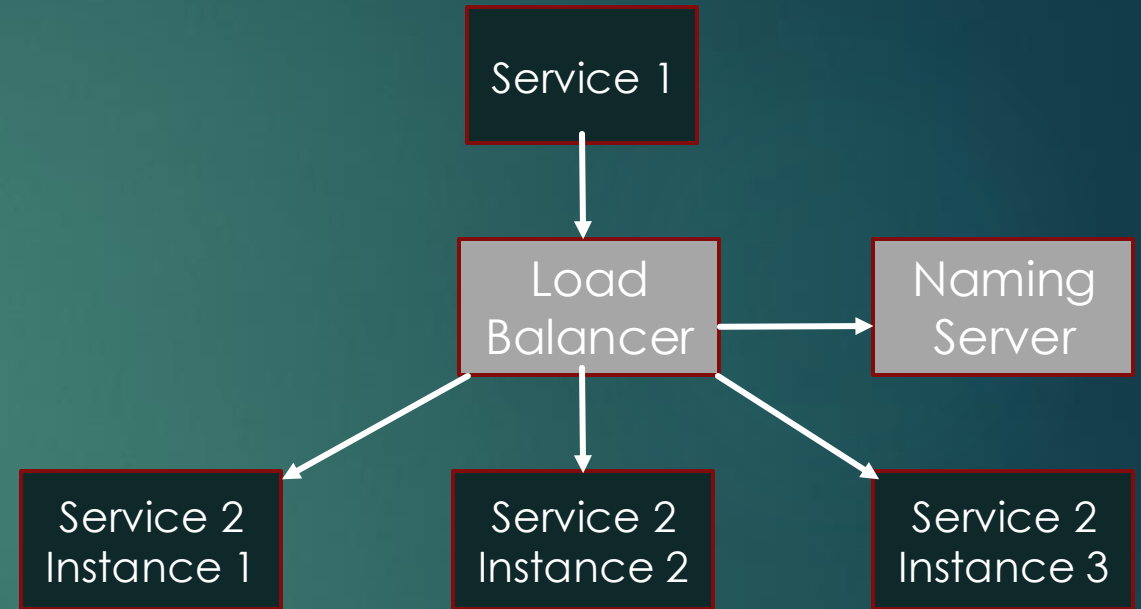 Service 1
Load
Balancer
Naming
Server
Service 2
Instance 1
Service 2
Instance 2
Service 2
Instance 3